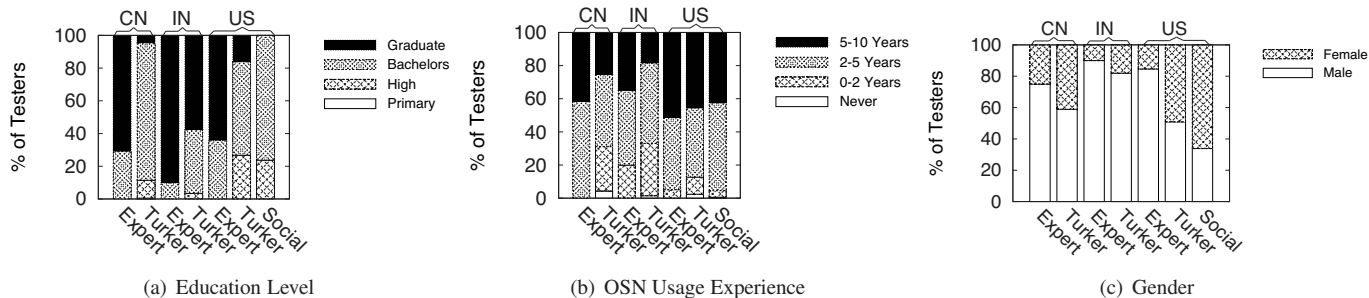 CN IN US
100
80
60
40
20
0
% of Testers
Expert
Turker
Expert
Turker
Expert
Turker
Social
Graduate
Bachelors
High
Primary
(a) Education Level
CN IN US
100
80
60
40
20
0
% of Testers
Expert
Turker
Expert
Turker
Expert
Turker
Social
5-10 Years
2-5 Years
0-2 Years
Never
(b) OSN Usage Experience
CN IN US
100
80
60
40
20
0
% of Testers
Expert
Turker
Expert
Turker
Expert
Turker
Social
Female
Male
(c) Gender